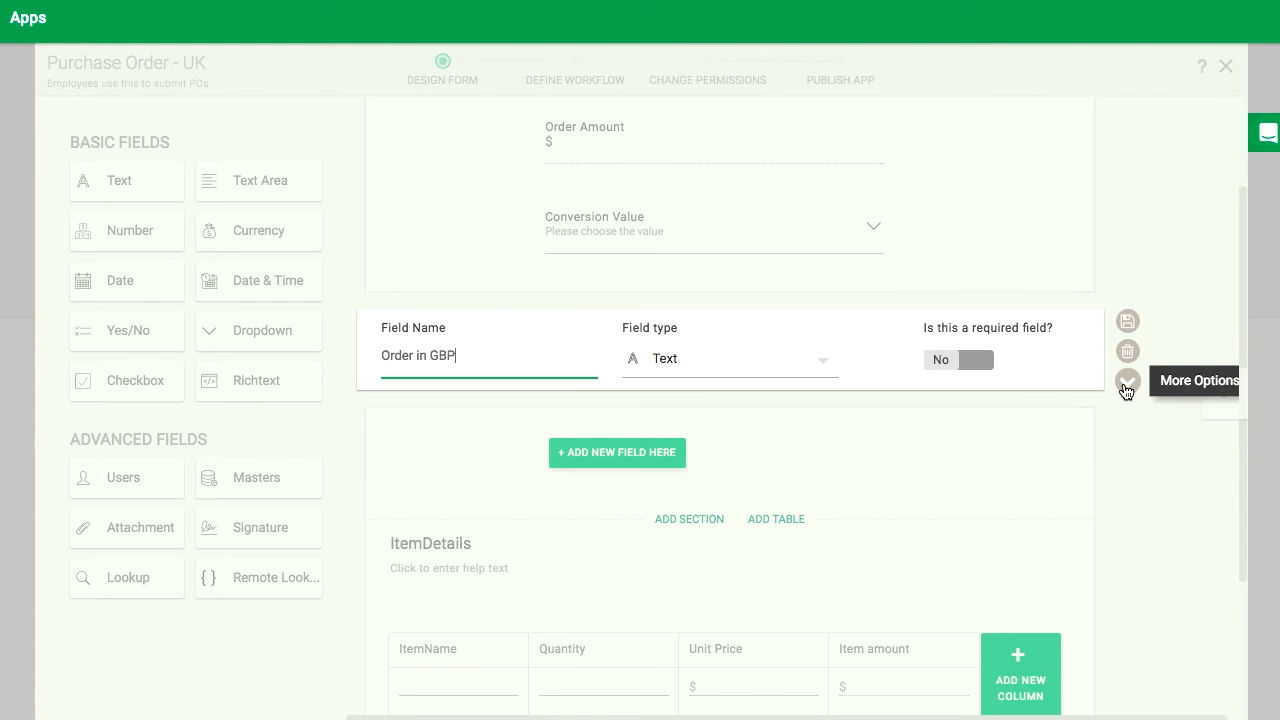 Apps
Purchase Order - UK
Employees use this to submit POs
DESIGN FORM
DEFINE WORKFLOW
CHANGE PERMISSIONS
PUBLISH APP
?
BASIC FIELDS
Text
Text Area
Number
Currency
Date
Date & Time
Yes/No
Dropdown
Checkbox
Richtext
ADVANCED FIELDS
Users
Masters
Attachment
Signature
Lookup
Remote Look...
Order Amount
$
Conversion Value
Please choose the value
Field Name
Field type
Is this a required field?
Order in GBP
Text
No
More Options
+ ADD NEW FIELD HERE
ADD SECTION
ADD TABLE
ItemDetails
Click to enter help text
ItemName
Quantity
Unit Price
Item amount
$
$
+
ADD NEW
COLUMN